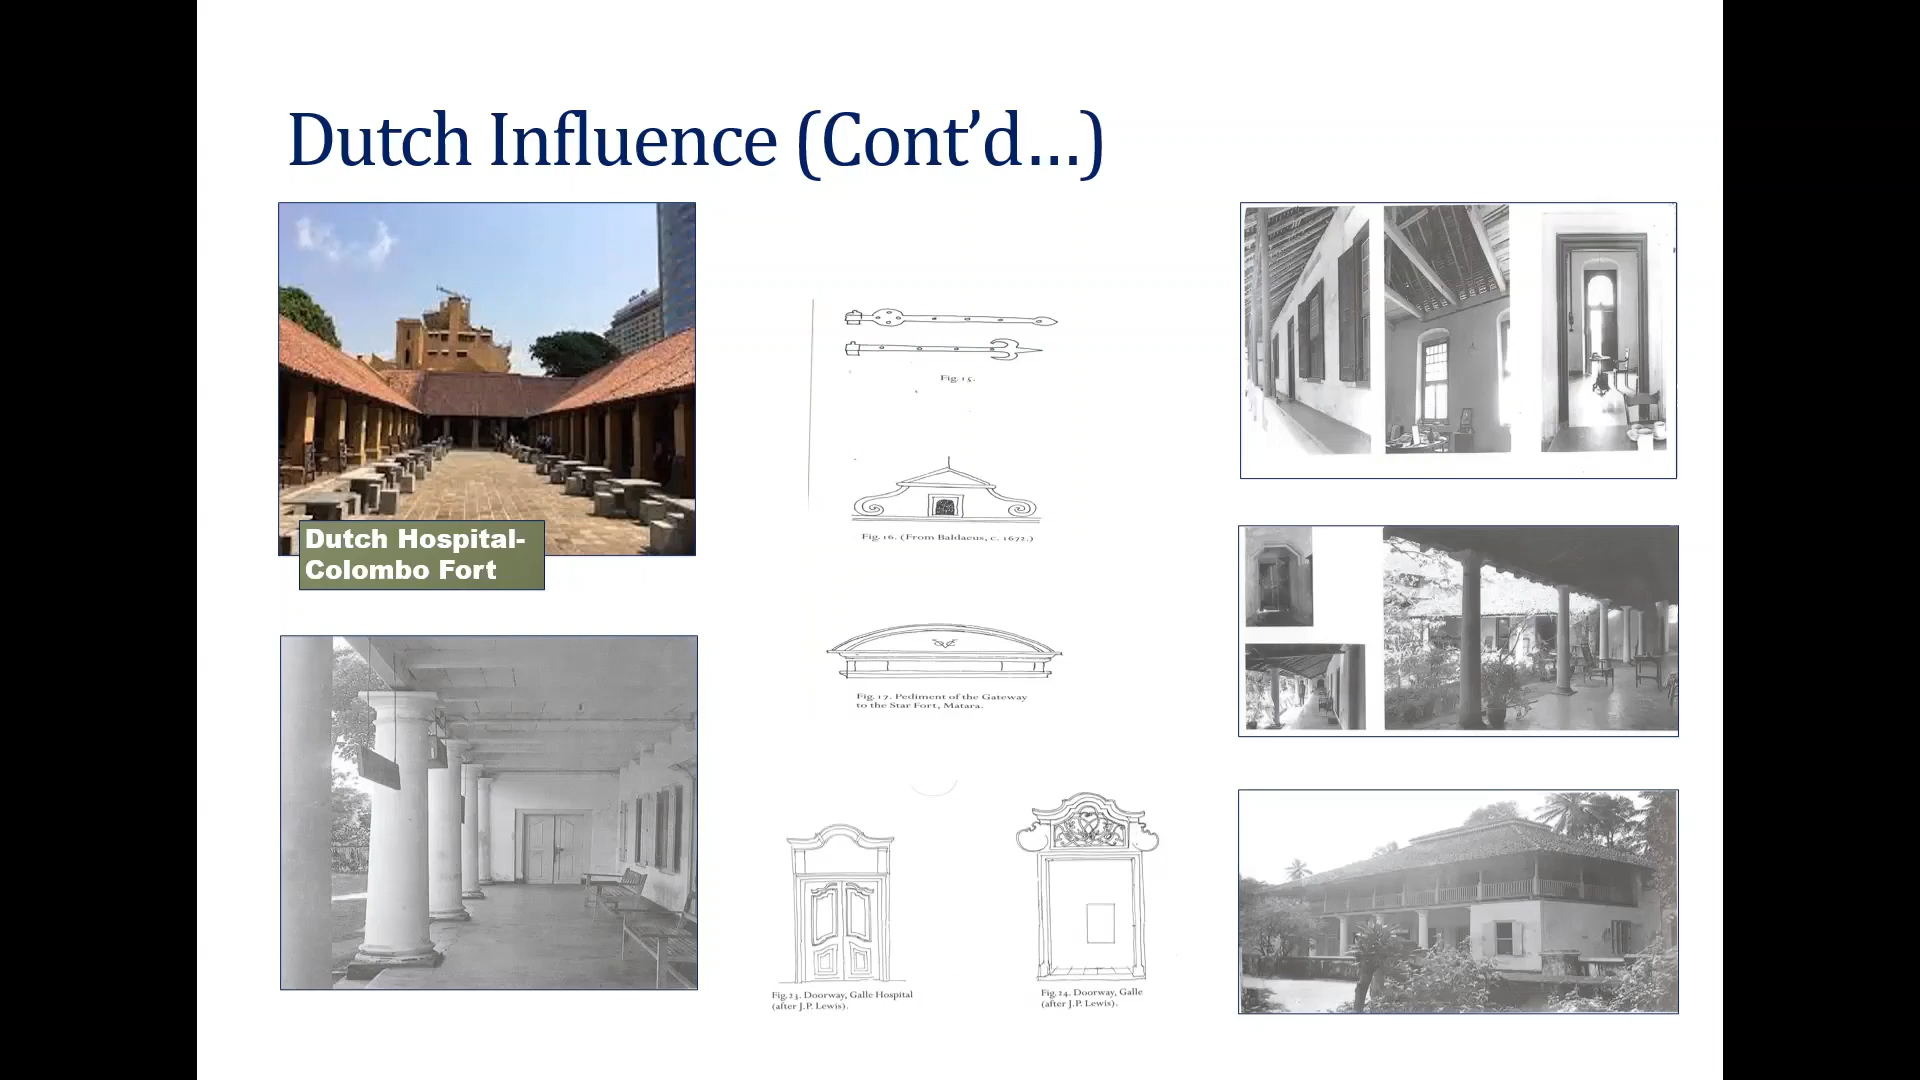 Dutch Influence (Cont’d…)
Dutch Hospital-
Colombo Fort
Fig. 15.
Fig. 16. (From Baldaeus, c. 1672.)
Fig. 17. Pediment of the Gateway
to the Star Fort, Matara.
Fig. 23. Doorway, Galle Hospital
(after J.P. Lewis).
Fig. 24. Doorway, Galle
(after J.P. Lewis).